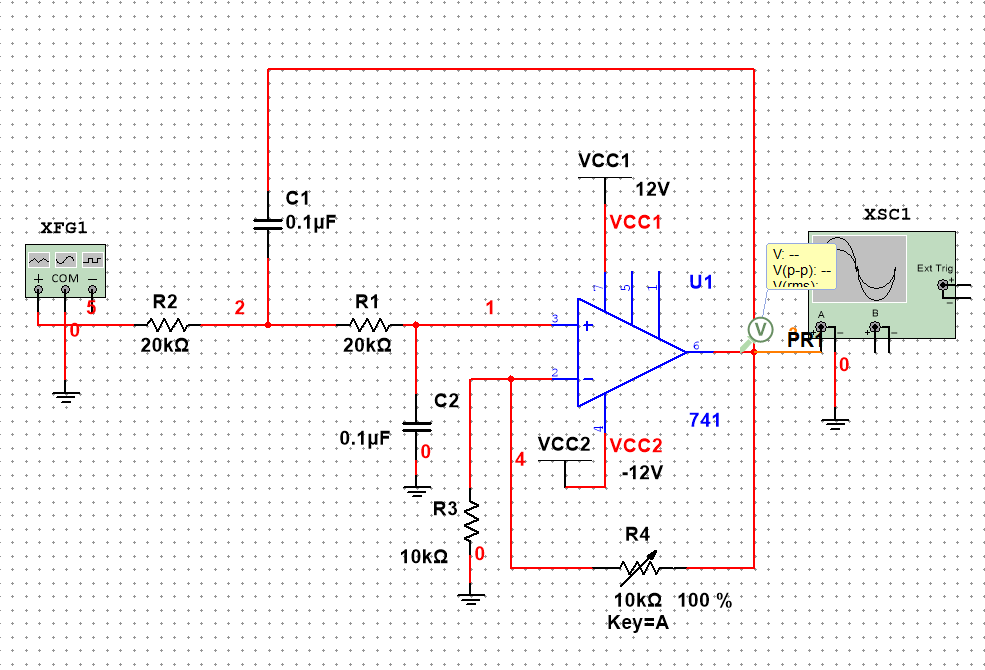 VCC1
12V
VCC1
C1
0.1µF
XFG1
COM
5
0
R2
20kΩ
2
R1
20kΩ
1
3
2
7
5
1
U1
6
741
4
VCC2
VCC2
-12V
4
C2
0.1µF
0
R3
10kΩ
0
R4
10kΩ 100 %
Key=A
V: --
V(p-p): --
V(rms):
V
PR1
XSC1
Ext Trig
A
B
0